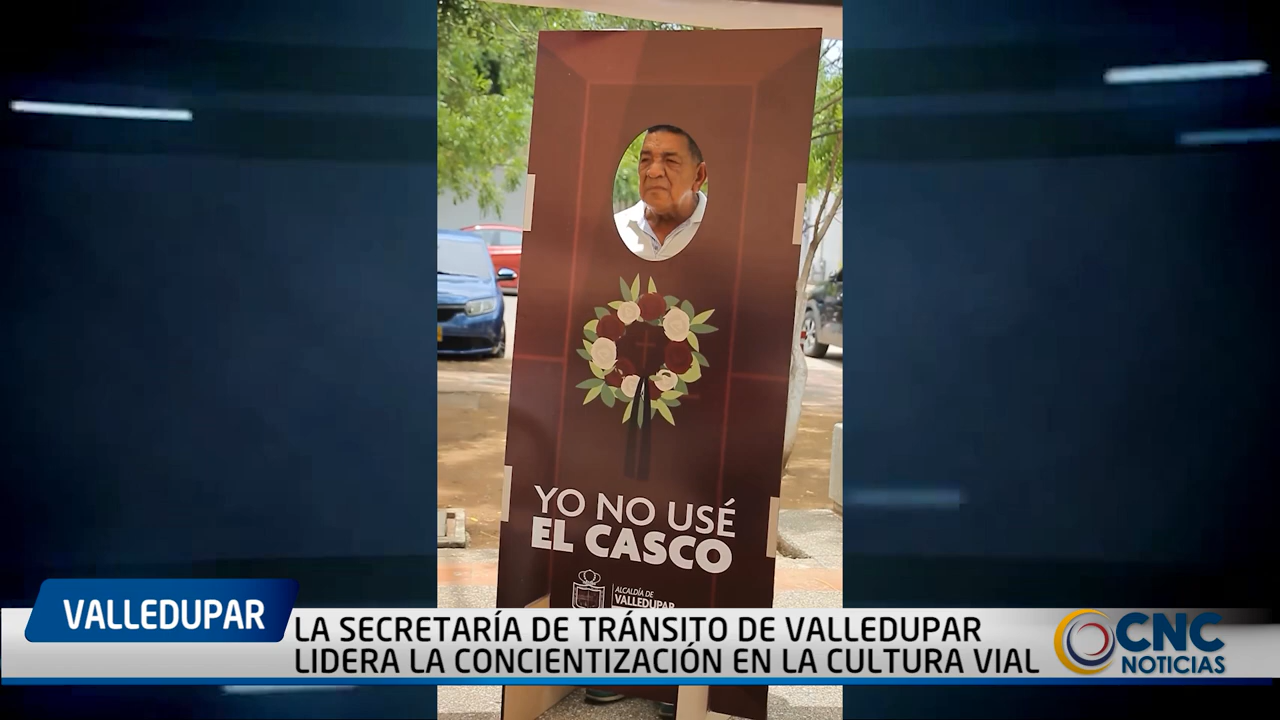 YO NO USÉ
EL CASCO
ALCALDÍA DE
VALLEDUPAR
VALLEDUPAR
LA SECRETARÍA DE TRÁNSITO DE VALLEDUPAR
LIDERA LA CONCIENTIZACIÓN EN LA CULTURA VIAL
CNC
NOTICIAS